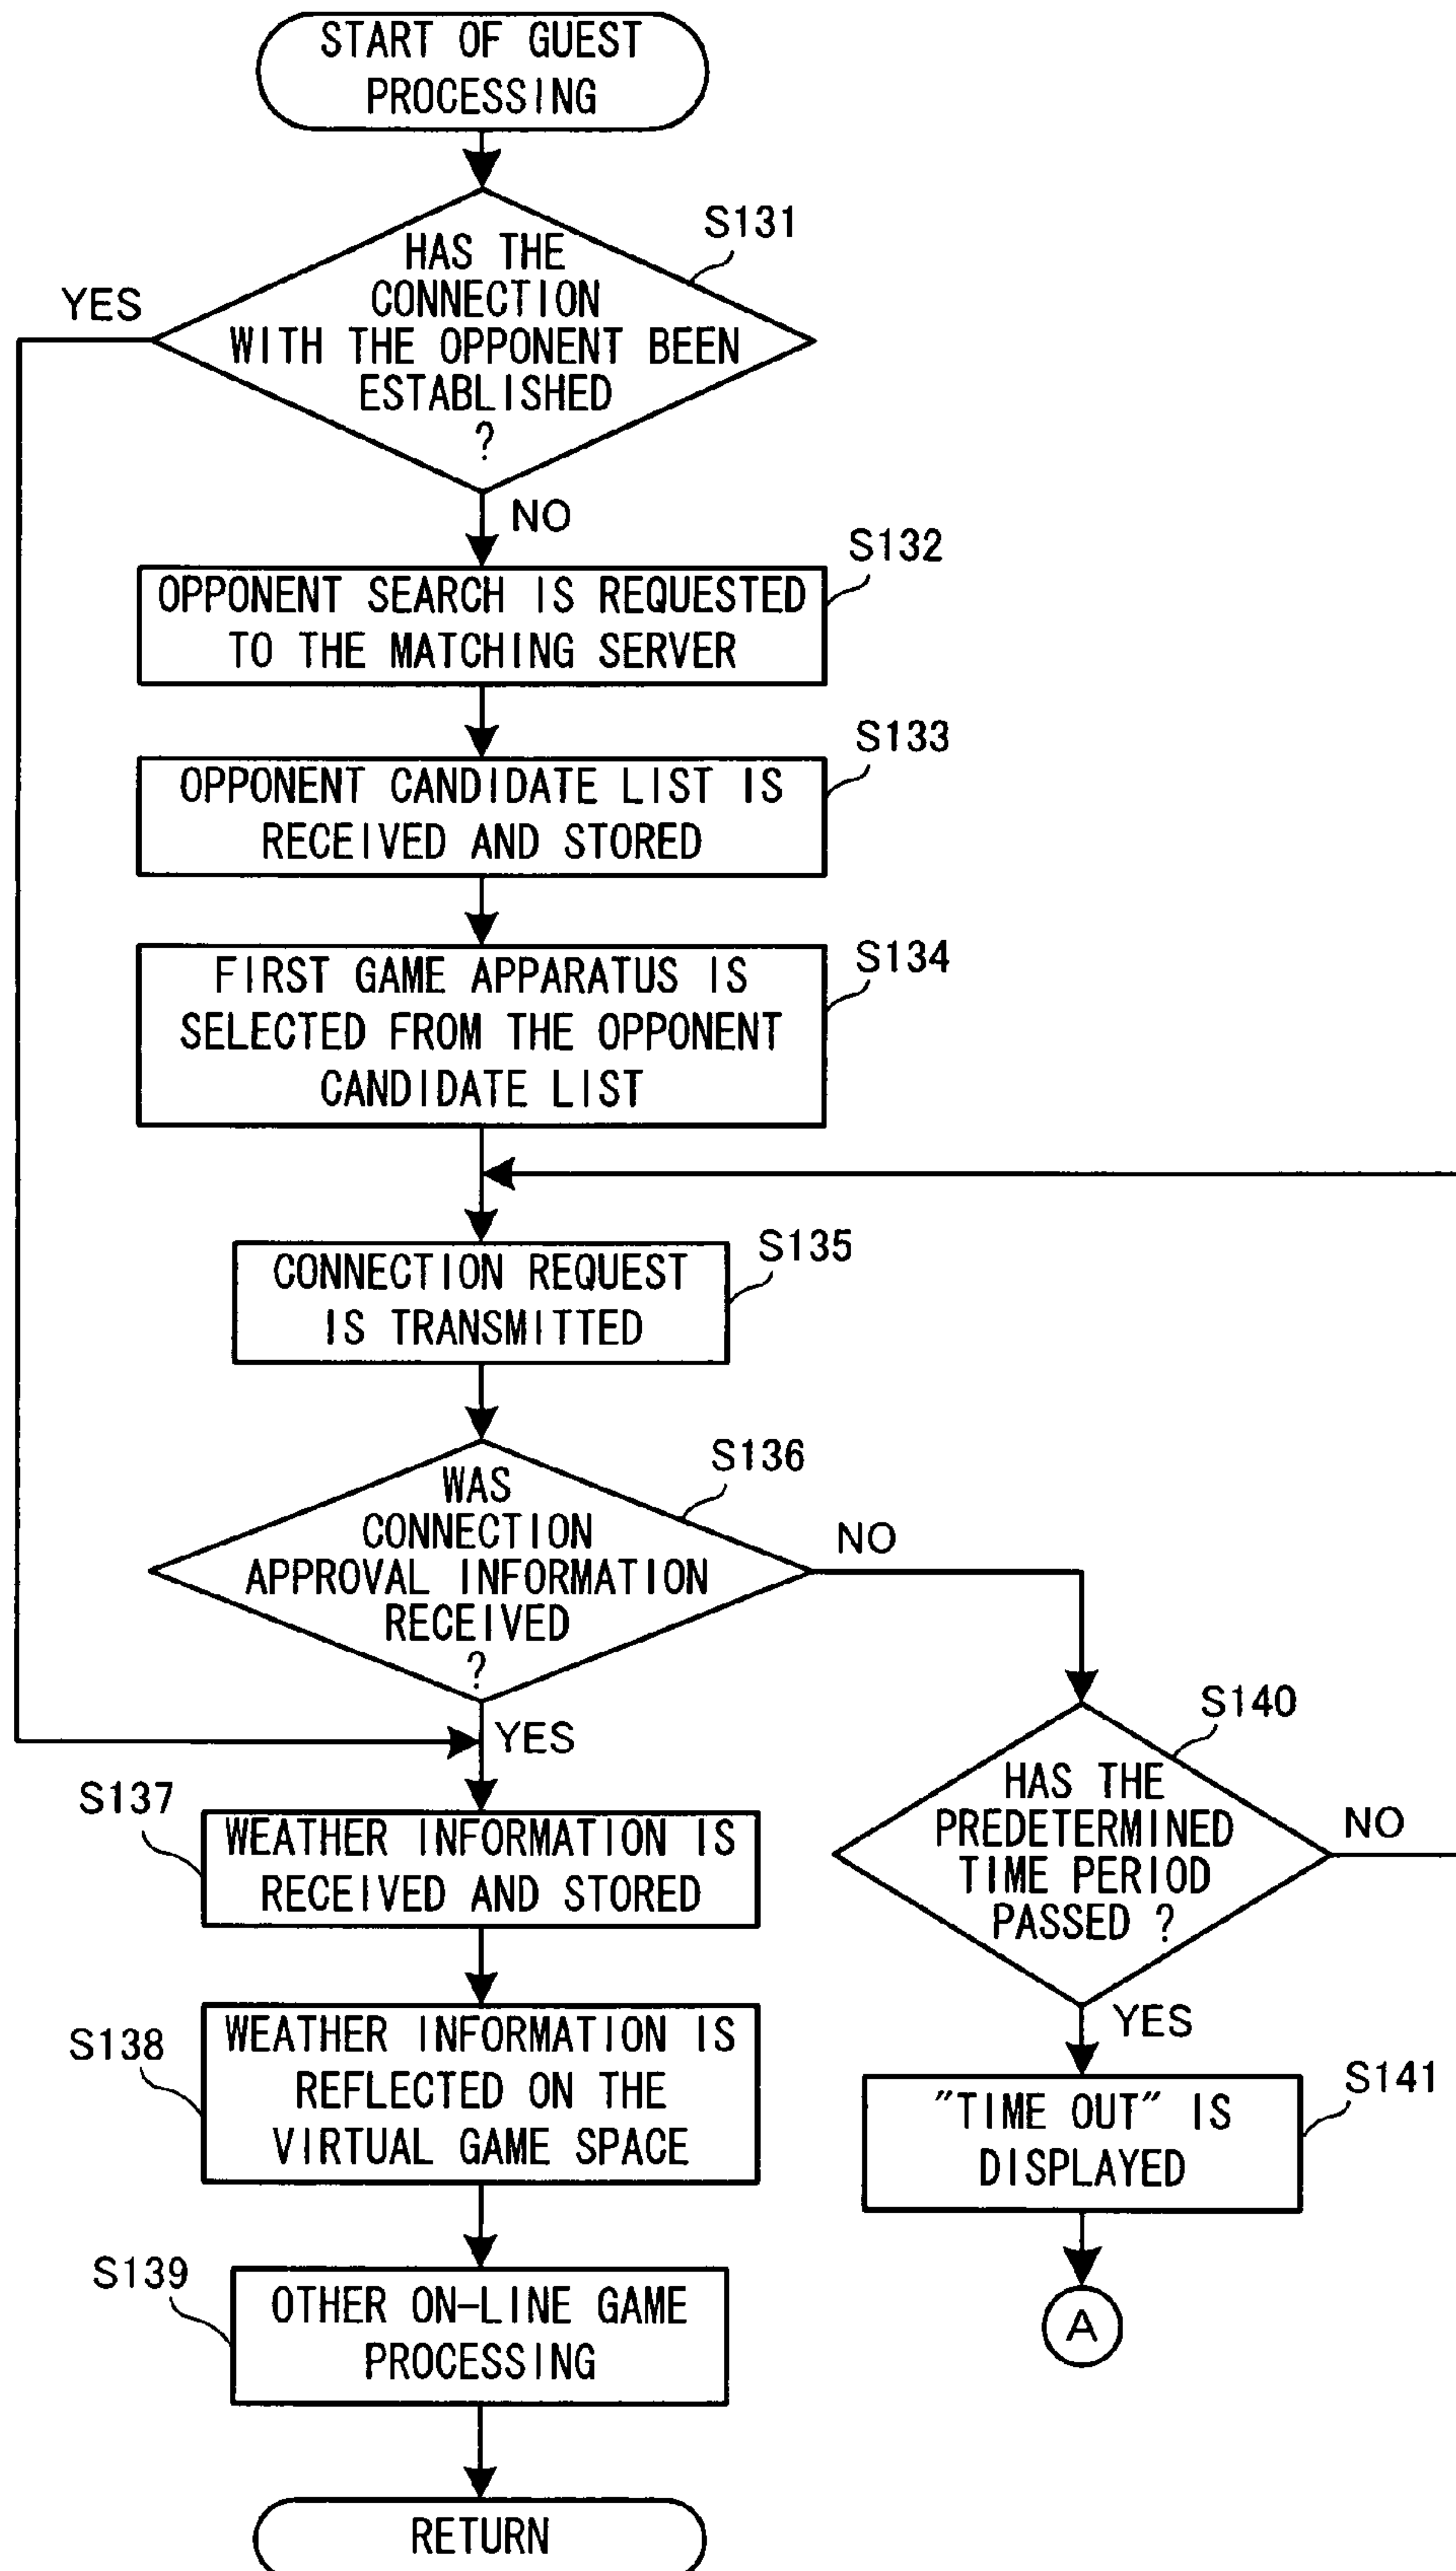 START OF GUEST
PROCESSING
S131
HAS THE
CONNECTION
WITH THE OPPONENT BEEN
ESTABLISHED
?
YES
NO
S132
OPPONENT SEARCH IS REQUESTED
TO THE MATCHING SERVER
S133
OPPONENT CANDIDATE LIST IS
RECEIVED AND STORED
S134
FIRST GAME APPARATUS IS
SELECTED FROM THE OPPONENT
CANDIDATE LIST
S135
CONNECTION REQUEST
IS TRANSMITTED
S136
WAS
CONNECTION
APPROVAL INFORMATION
RECEIVED
?
NO
YES
S137
WEATHER INFORMATION IS
RECEIVED AND STORED
S138
WEATHER INFORMATION IS
REFLECTED ON THE
VIRTUAL GAME SPACE
S139
OTHER ON-LINE GAME
PROCESSING
RETURN
S140
HAS THE
PREDETERMINED
TIME PERIOD
PASSED ?
NO
YES
S141
"TIME OUT" IS
DISPLAYED
A